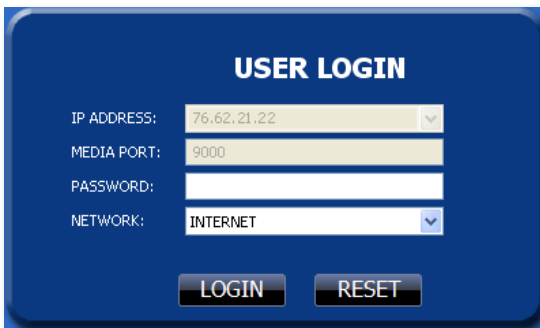 USER LOGIN
IP ADDRESS: 76.62.21.22
MEDIA PORT: 9000
PASSWORD:
NETWORK: INTERNET
LOGIN RESET